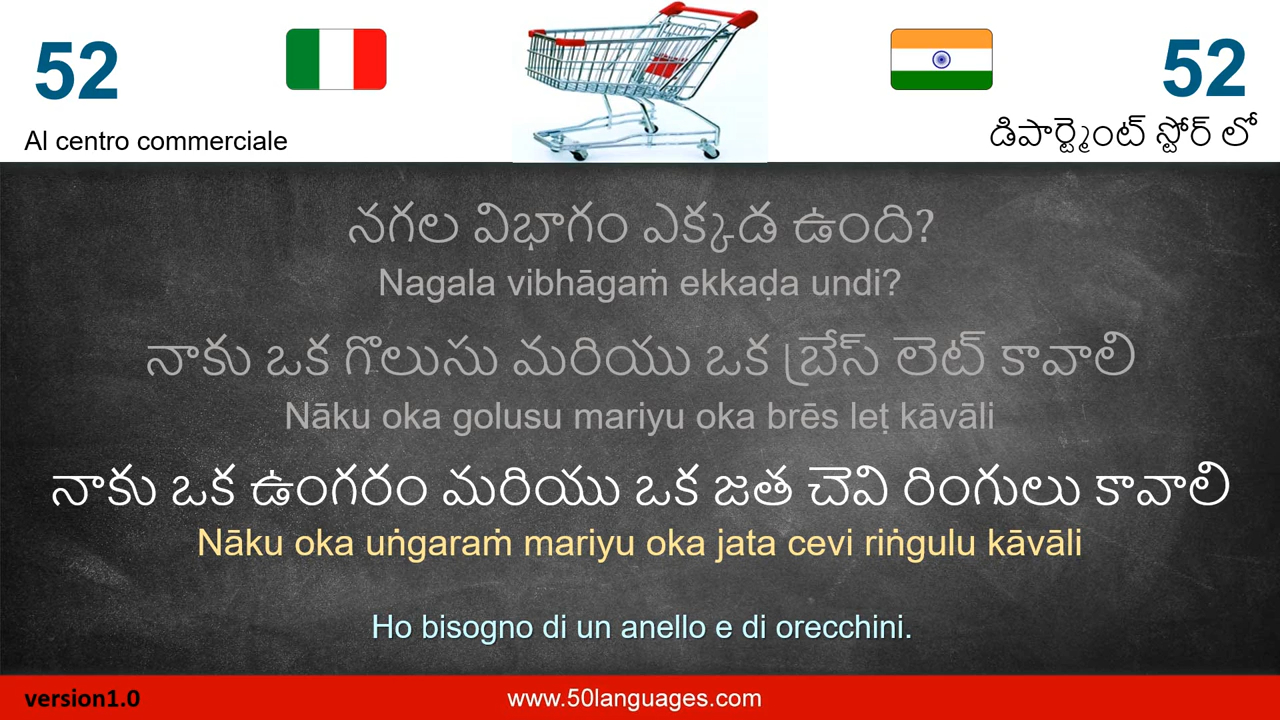 52
52
Al centro commerciale
డిపార్ట్మెంట్ స్టోర్ లో
నగల విభాగం ఎక్కడ ఉంది?
Nagala vibhāgaṁ ekkaḍa undi?
నాకు ఒక గొలుసు మరియు ఒక బ్రేస్ లెట్ కావాలి
Nāku oka golusu mariyu oka brēs leṭ kāvāli
నాకు ఒక ఉంగరం మరియు ఒక జత చెవి రింగులు కావాలి
Nāku oka uṅgaraṁ mariyu oka jata cevi riṅgulu kāvāli
Ho bisogno di un anello e di orecchini.
version1.0
www.50languages.com